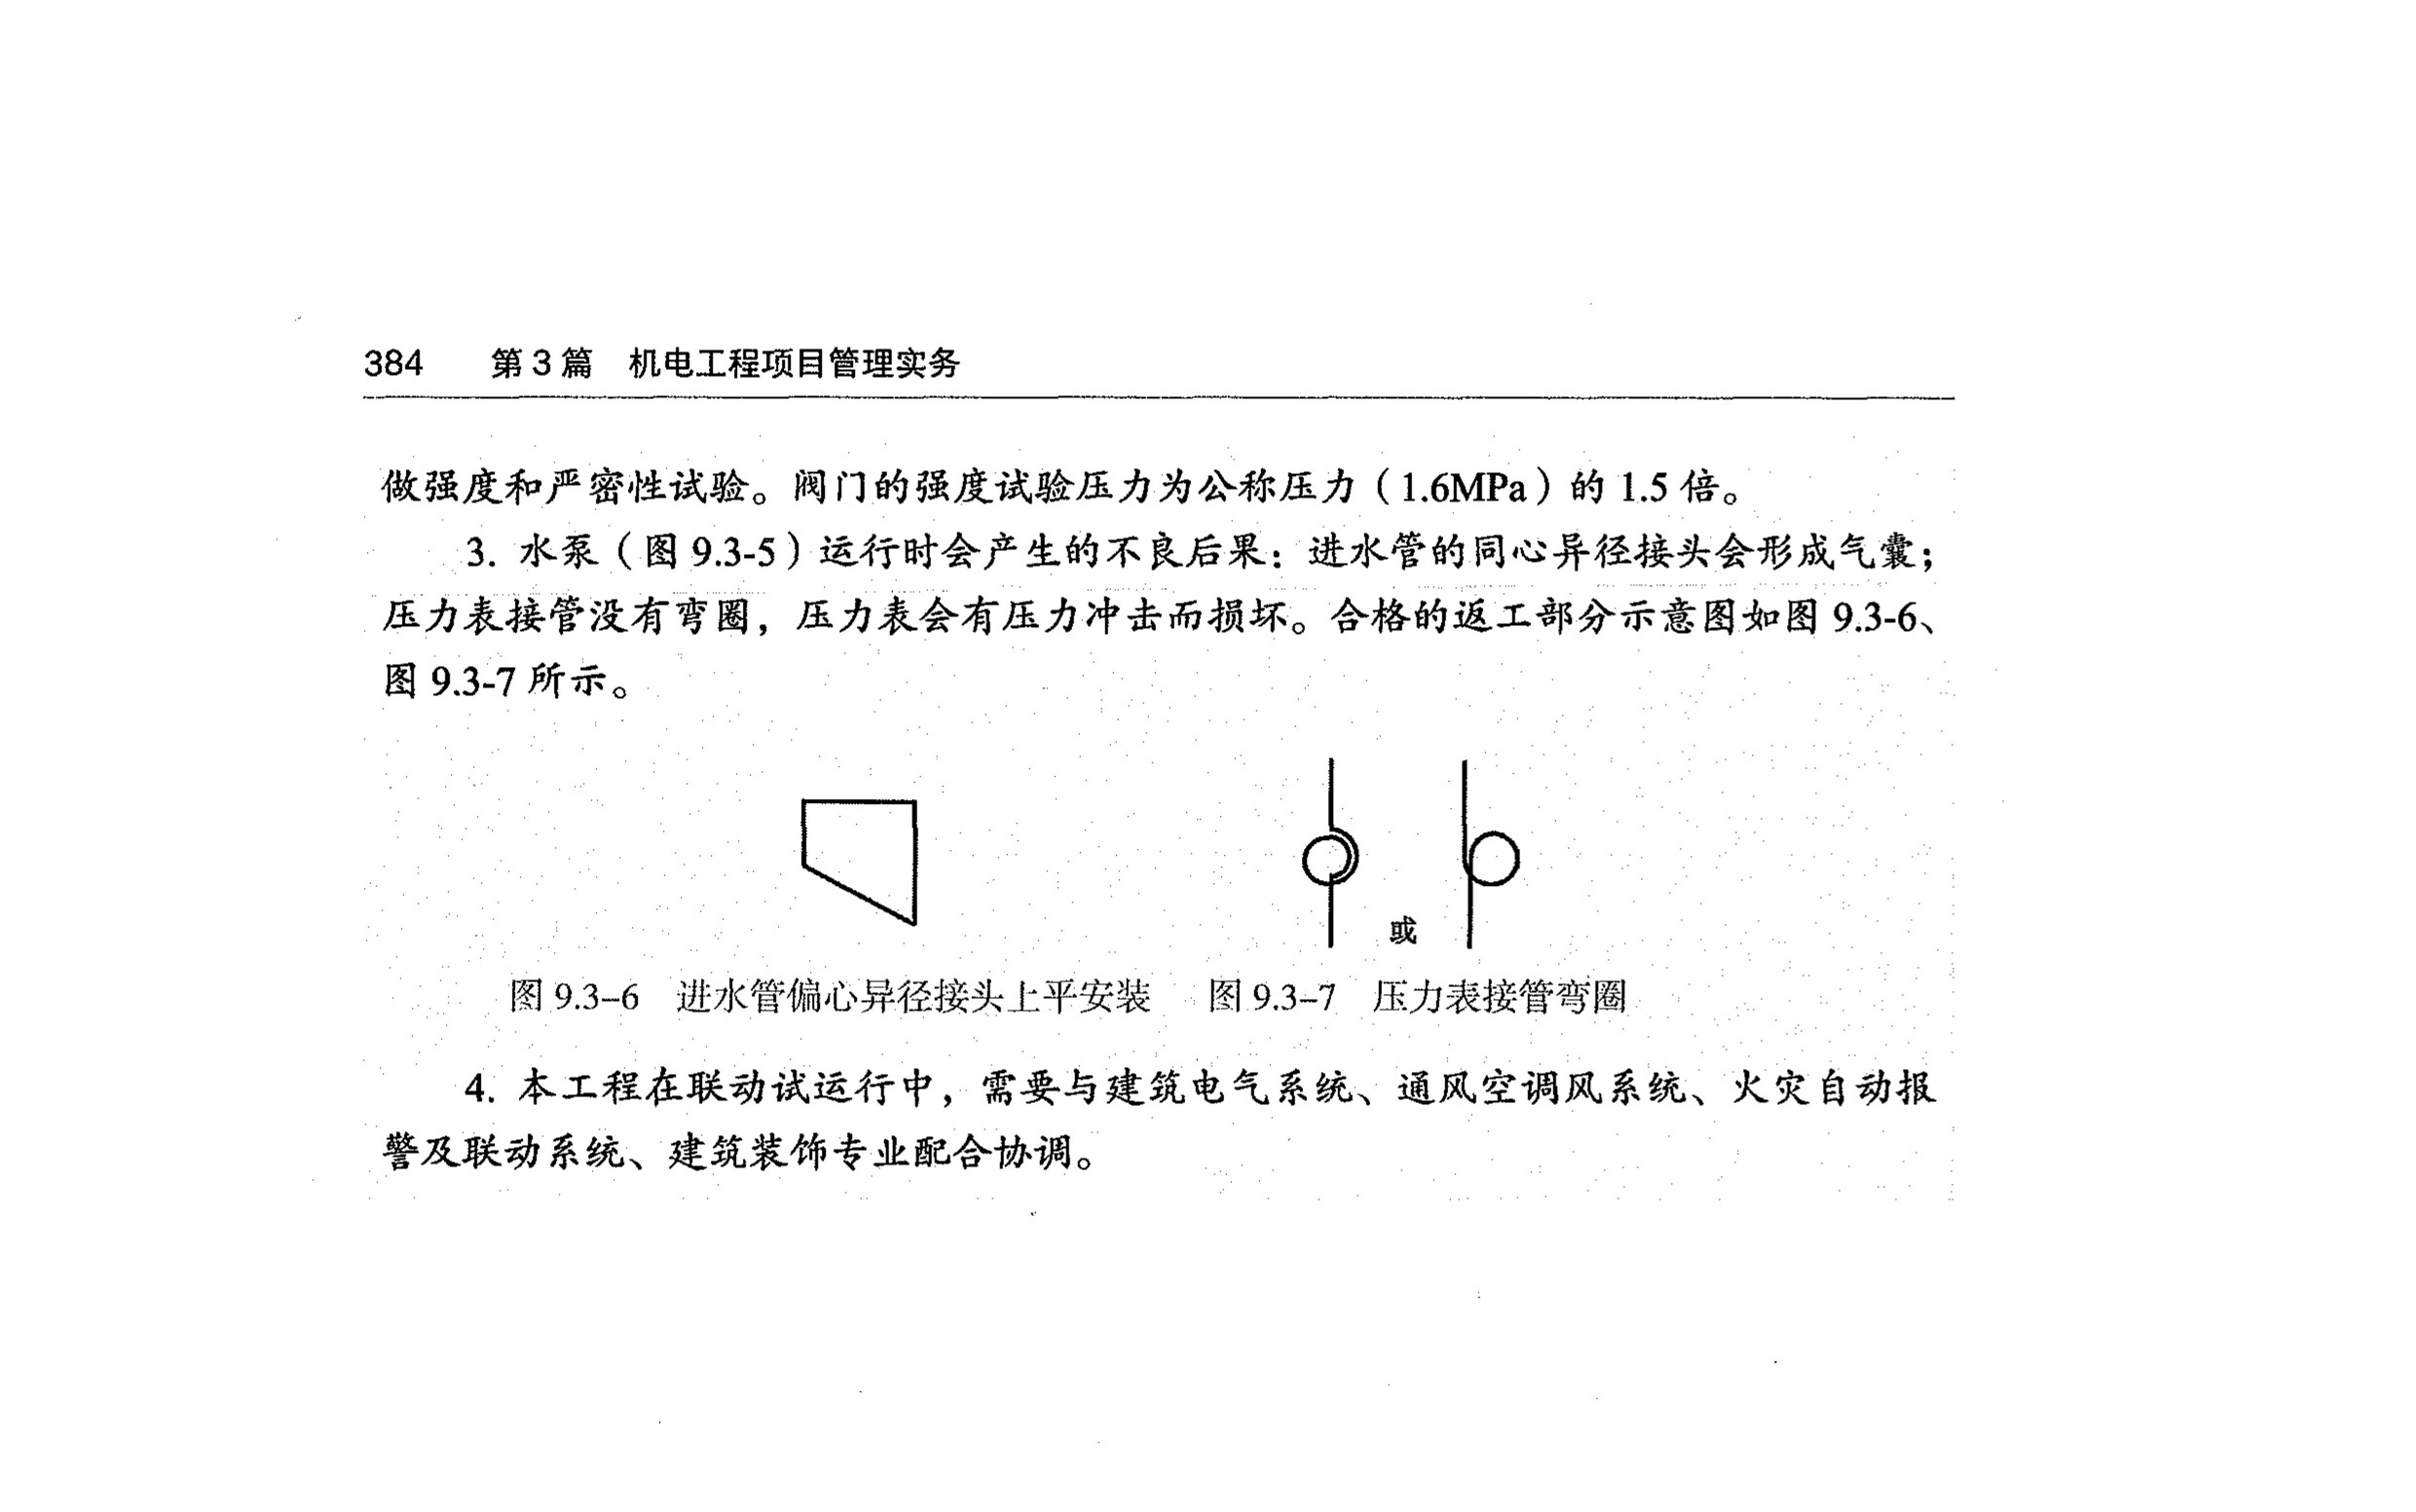 384 第3篇 机电工程项目管理实务
做强度和严密性试验。阀门的强度试验压力为公称压力（1.6MPa）的1.5倍。
3. 水泵（图9.3-5）运行时会产生的不良后果：进水管的同心异径接头会形成气囊；
压力表接管没有弯圈，压力表会有压力冲击而损坏。合格的返工部分示意图如图9.3-6、
图9.3-7所示。
或
图9.3–6 进水管偏心异径接头上平安装 图9.3–7 压力表接管弯圈
4. 本工程在联动试运行中，需要与建筑电气系统、通风空调风系统、火灾自动报
警及联动系统、建筑装饰专业配合协调。